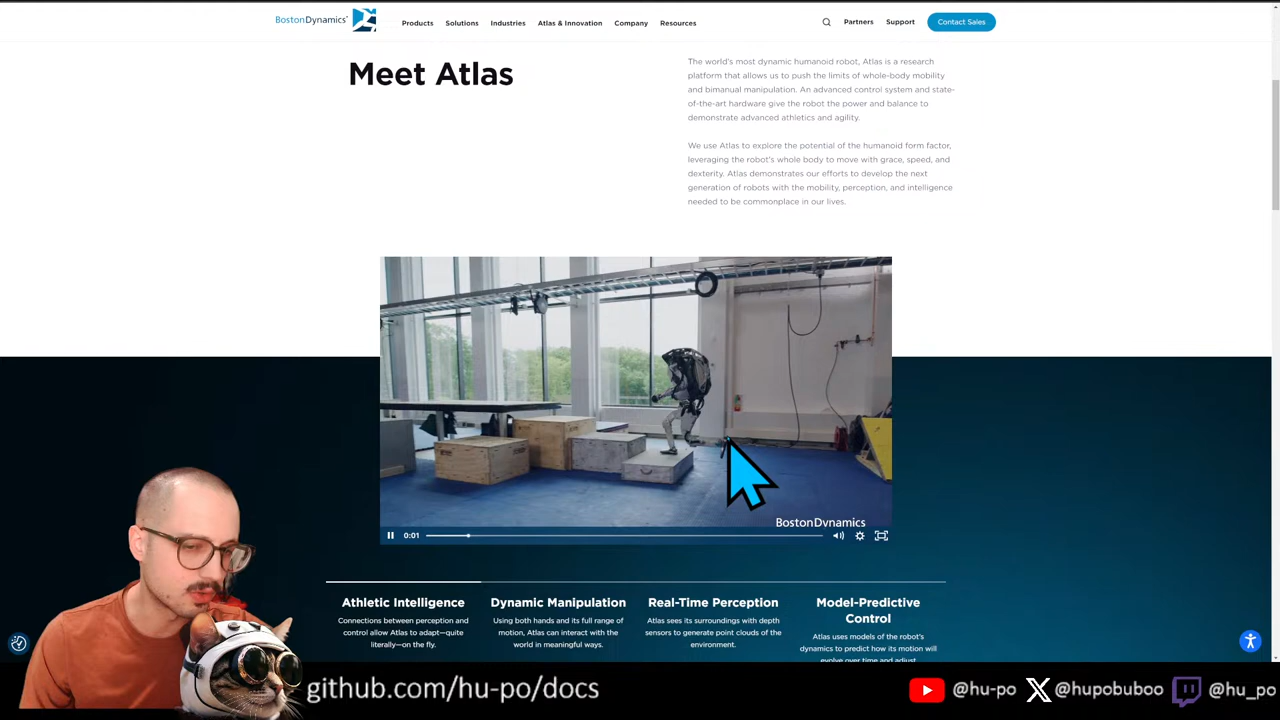 BostonDynamics
Products
Solutions
Industries
Atlas & Innovation
Company
Resources
Partners
Support
Contact Sales
Meet Atlas
The world's most dynamic humanoid robot, Atlas is a research
platform that allows us to push the limits of whole-body mobility
and bimanual manipulation. An advanced control system and state-
of-the-art hardware give the robot the power and balance to
demonstrate advanced athletics and agility.
We use Atlas to explore the potential of the humanoid form factor,
leveraging the robot's whole body to move with grace, speed, and
dexterity. Atlas demonstrates our efforts to develop the next
generation of robots with the mobility, perception, and intelligence
needed to be commonplace in our lives.
BostonDynamics
0:01
Athletic Intelligence
Connections between perception and
control allow Atlas to adapt—quite
literally—on the fly.
Dynamic Manipulation
Using both hands and its full range of
motion, Atlas can interact with the
world in meaningful ways.
Real-Time Perception
Atlas sees its surroundings with depth
sensors to generate point clouds of the
environment.
Model-Predictive
Control
Atlas uses models of the robot's
dynamics to predict how its motion will
evolve over time and adjust
github.com/hu-po/docs
@hu-po
@hupobuboo
@hu_po